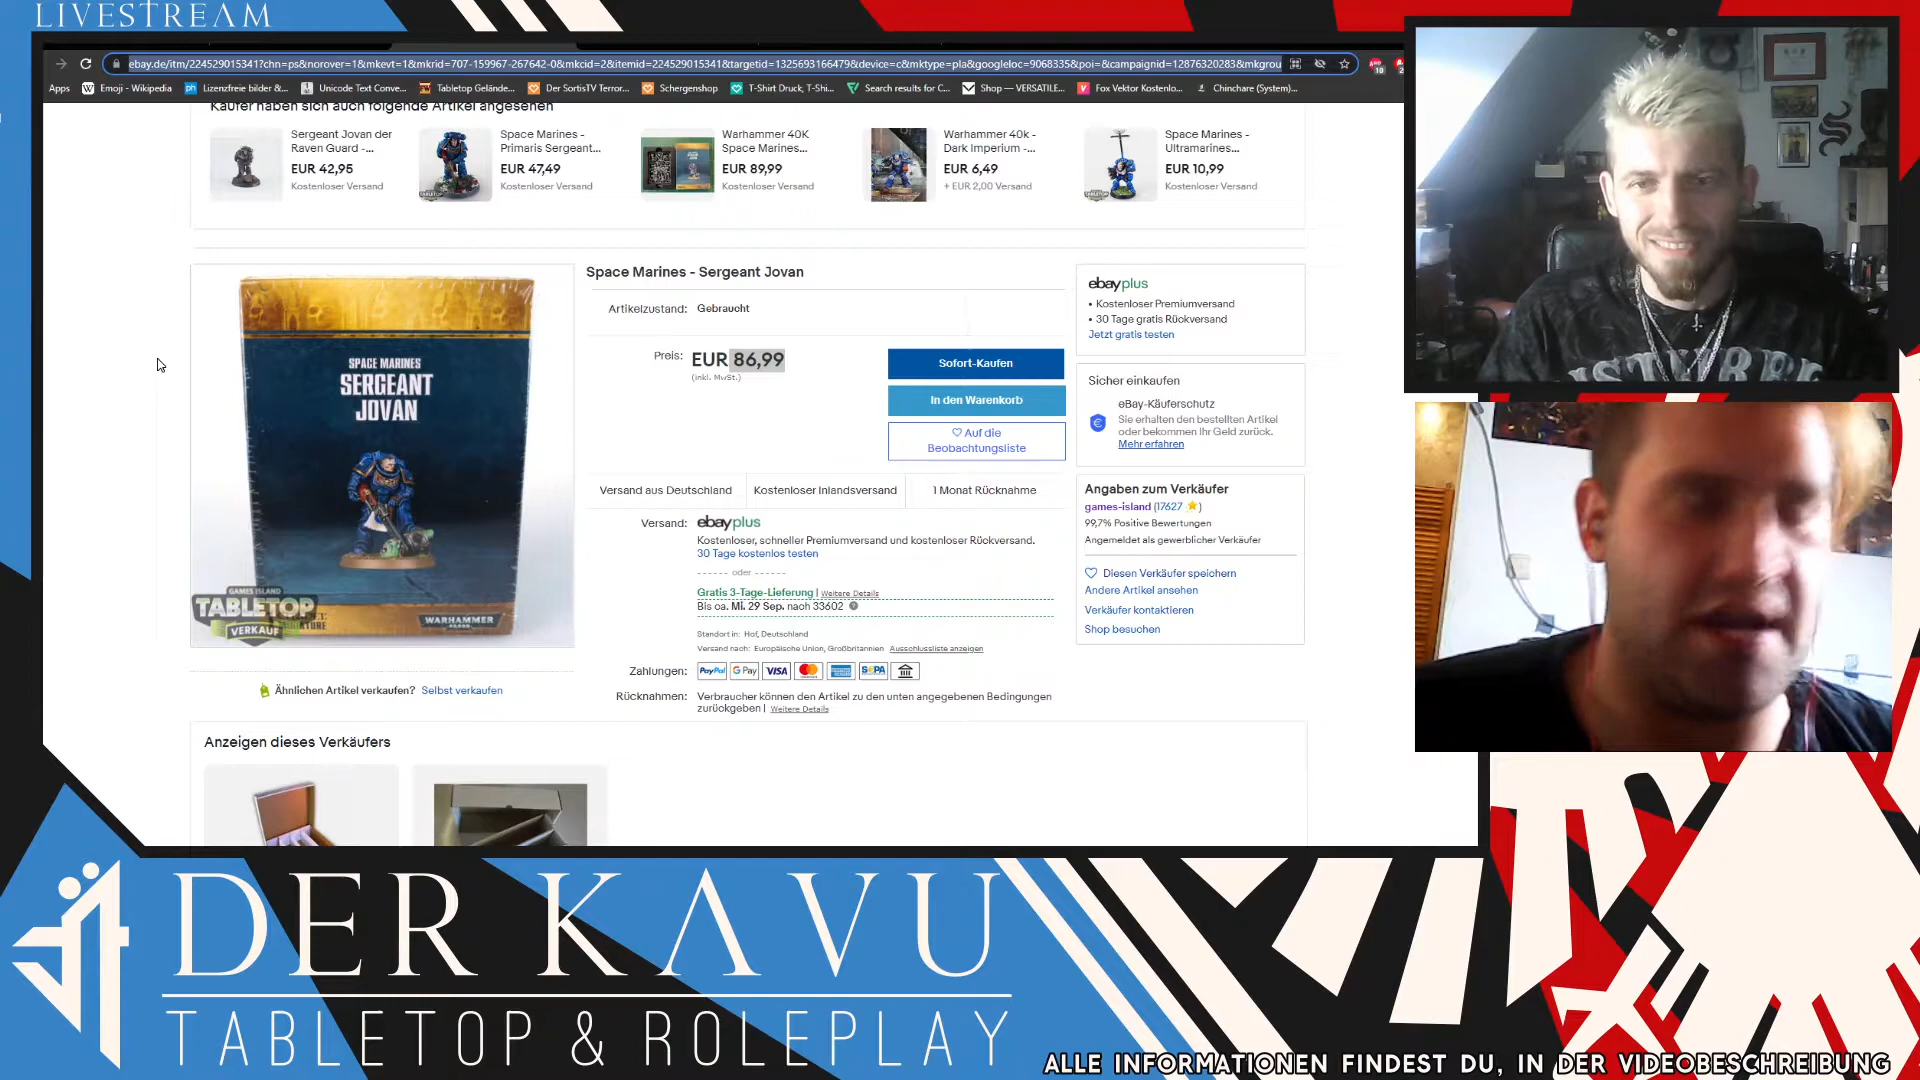 LIVESTREAM
ebay.de/itm/224529015341?chn=ps&norover=1&mkevt=1&mkrid=707-159967-267642-0&mkcid=2&itemid=224529015341&targetid=1325693166479&device=c&mktype=pla&googleloc=9068335&poi=&campaignid=12876320283&mkgrou
Apps
Emoji - Wikipedia
Lizenzfreie bilder &...
Unicode Text Conve...
Tabletop Gelände...
Der SortisTV Terror...
Schergenshop
T-Shirt Druck, T-Shi...
Search results for C...
Shop — VERSATILE...
Fox Vektor Kostenlo...
Chinchare (System)...
Käufer haben sich auch folgende Artikel angesehen
Sergeant Jovan der
Raven Guard -...
EUR 42,95
Kostenloser Versand
Space Marines -
Primaris Sergeant...
EUR 47,49
Kostenloser Versand
Warhammer 40K
Space Marines...
EUR 89,99
Kostenloser Versand
Warhammer 40k -
Dark Imperium -...
EUR 6,49
+ EUR 2,00 Versand
Space Marines -
Ultramarines...
EUR 10,99
Kostenloser Versand
SPACE MARINES
SERGEANT
JOVAN
GAMES ISLAND
TABLETOP
VERKAUF
WARHAMMER
Space Marines - Sergeant Jovan
Artikelzustand: Gebraucht
Preis: EUR 86,99
(inkl. MwSt.)
Sofort-Kaufen
In den Warenkorb
Auf die
Beobachtungsliste
Versand aus Deutschland
Kostenloser Inlandsversand
1 Monat Rücknahme
Versand: ebayplus
Kostenloser, schneller Premiumversand und kostenloser Rückversand.
30 Tage kostenlos testen
------ oder ------
Gratis 3-Tage-Lieferung | Weitere Details
Bis ca. Mi. 29 Sep. nach 33602
Standort in: Hof, Deutschland
Versand nach: Europäische Union, Großbritannien Ausschlussliste anzeigen
Zahlungen: PayPal G Pay VISA SEPA
Rücknahmen: Verbraucher können den Artikel zu den unten angegebenen Bedingungen
zurückgeben | Weitere Details
ebayplus
• Kostenloser Premiumversand
• 30 Tage gratis Rückversand
Jetzt gratis testen
Sicher einkaufen
eBay-Käuferschutz
Sie erhalten den bestellten Artikel
oder bekommen Ihr Geld zurück.
Mehr erfahren
Angaben zum Verkäufer
games-island (17627)
99,7% Positive Bewertungen
Angemeldet als gewerblicher Verkäufer
Diesen Verkäufer speichern
Andere Artikel ansehen
Verkäufer kontaktieren
Shop besuchen
Ähnlichen Artikel verkaufen? Selbst verkaufen
Anzeigen dieses Verkäufers
DER KAVU
TABLETOP & ROLEPLAY
ALLE INFORMATIONEN FINDEST DU, IN DER VIDEOBESCHREIBUNG